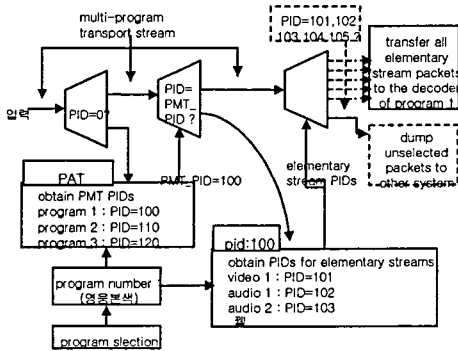 multi-program
transport stream
PID=101,102
103,104,105 ?
transfer all
elementary
stream packets
to the decoder
of program 1
입력
PID=0?
PID=
PMT_
PID ?
dump
unselected
packets to
other system
elementary
stream PIDs
PAT
PMT_PID=100
obtain PMT PIDs
program 1 : PID=100
program 2 : PID=110
program 3 : PID=120
pid:100
obtain PIDs for elementary streams
video 1 : PID=101
audio 1 : PID=102
audio 2 : PID=103
program number
(영웅본색)
program slection